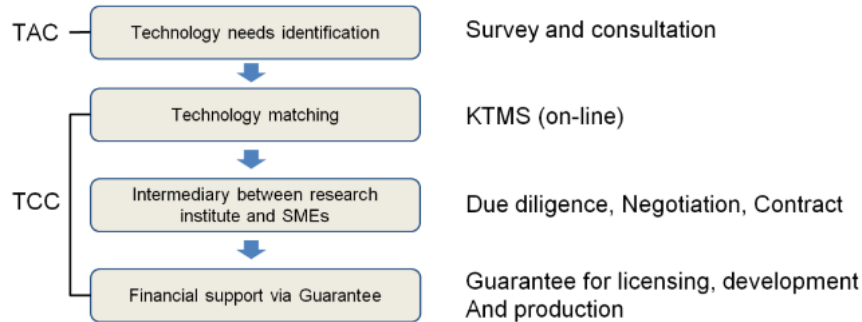 TAC
Technology needs identification
Survey and consultation
Technology matching
KTMS (on-line)
TCC
Intermediary between research
institute and SMEs
Due diligence, Negotiation, Contract
Financial support via Guarantee
Guarantee for licensing, development
And production